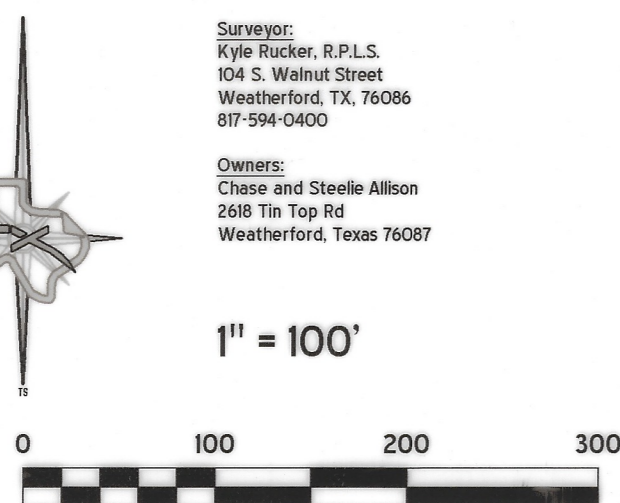 Surveyor:
Kyle Rucker, R.P.L.S.
104 S. Walnut Street
Weatherford, TX, 76086
817-594-0400
Owners:
Chase and Steelie Allison
2618 Tin Top Rd
Weatherford, Texas 76087
1" = 100'
TS
0 100 200 300